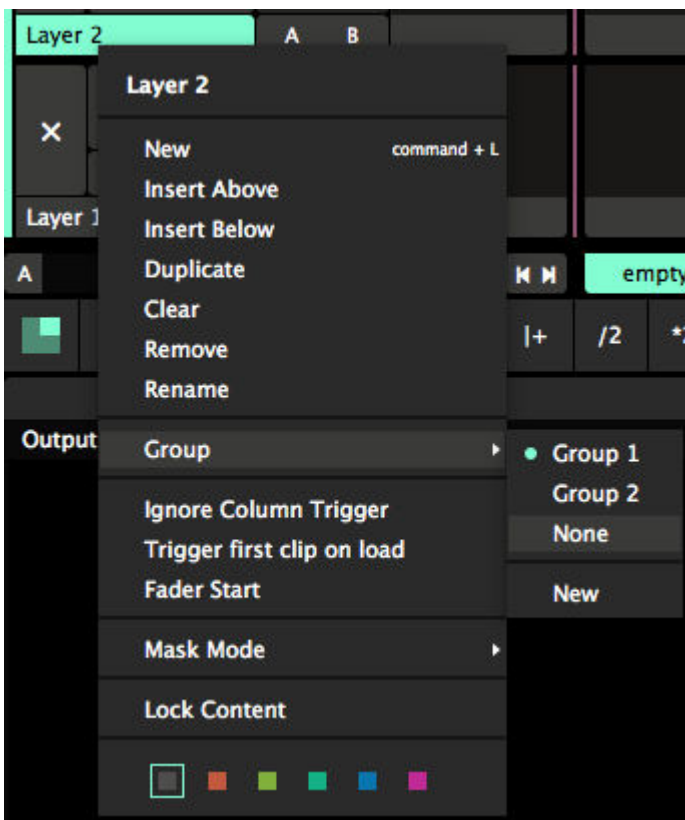 Layer 2
A B
Layer 2
New command + L
Insert Above
Insert Below
Duplicate
Clear
Remove
Rename
Group
Ignore Column Trigger
Trigger first clip on load
Fader Start
Mask Mode
Lock Content
Group 1
Group 2
None
New
×
Layer
A
empty
|+ /2
Output